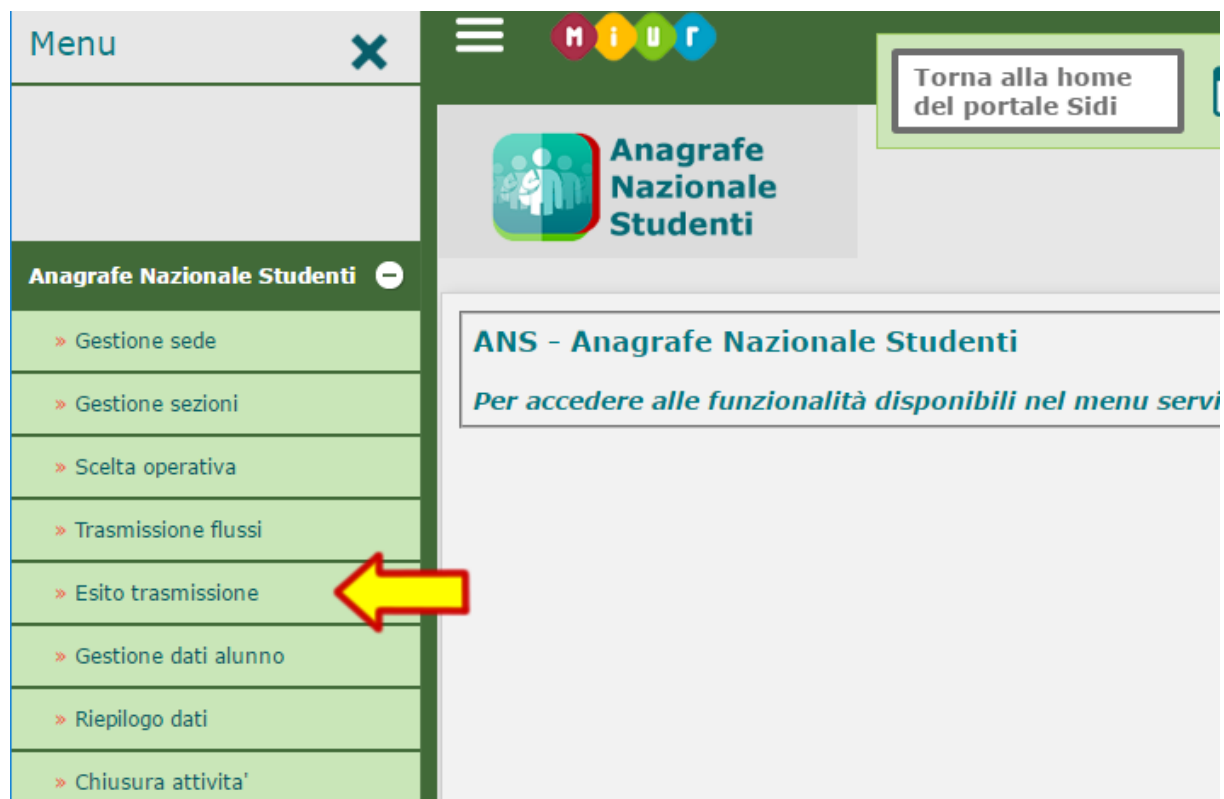 Menu
Anagrafe Nazionale Studenti
» Gestione sede
» Gestione sezioni
» Scelta operativa
» Trasmissione flussi
» Esito trasmissione
» Gestione dati alunno
» Riepilogo dati
» Chiusura attivita'
Miur
Torna alla home
del portale Sidi
Anagrafe
Nazionale
Studenti
ANS - Anagrafe Nazionale Studenti
Per accedere alle funzionalità disponibili nel menu servi